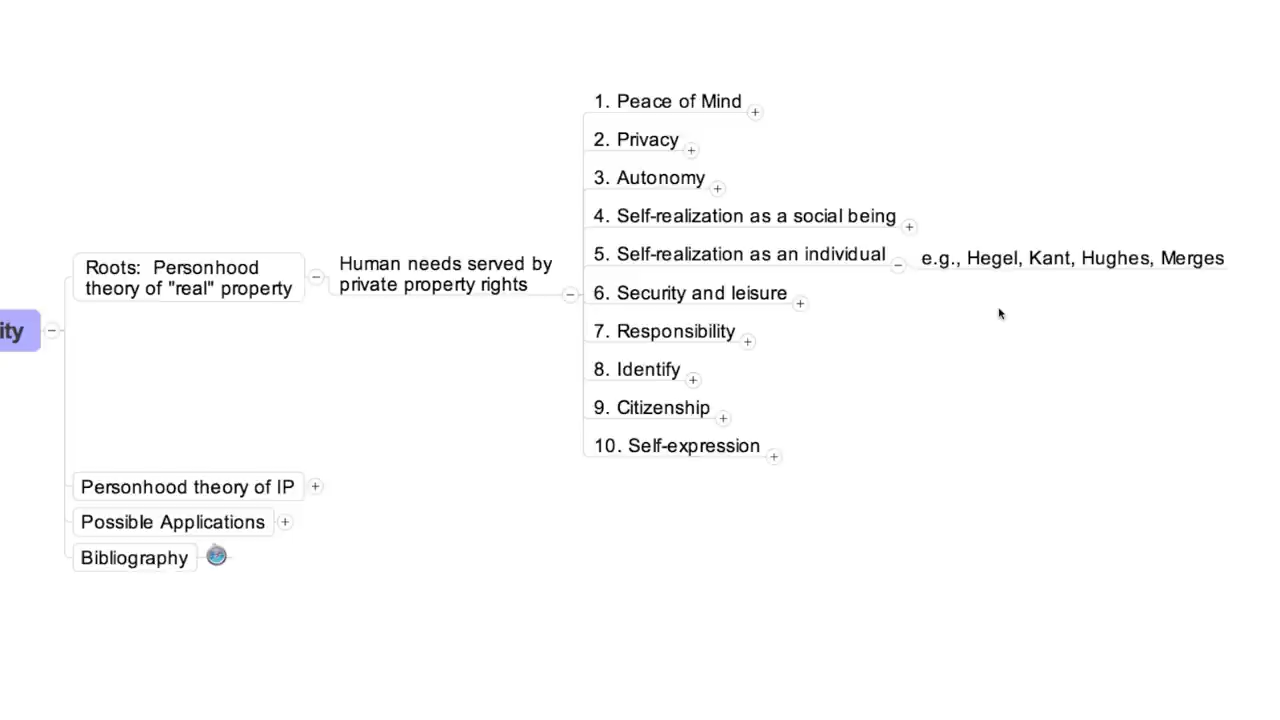 1. Peace of Mind
2. Privacy
3. Autonomy
4. Self-realization as a social being
5. Self-realization as an individual
e.g., Hegel, Kant, Hughes, Merges
Roots: Personhood
theory of "real" property
Human needs served by
private property rights
6. Security and leisure
7. Responsibility
ity
8. Identify
9. Citizenship
10. Self-expression
Personhood theory of IP
Possible Applications
Bibliography